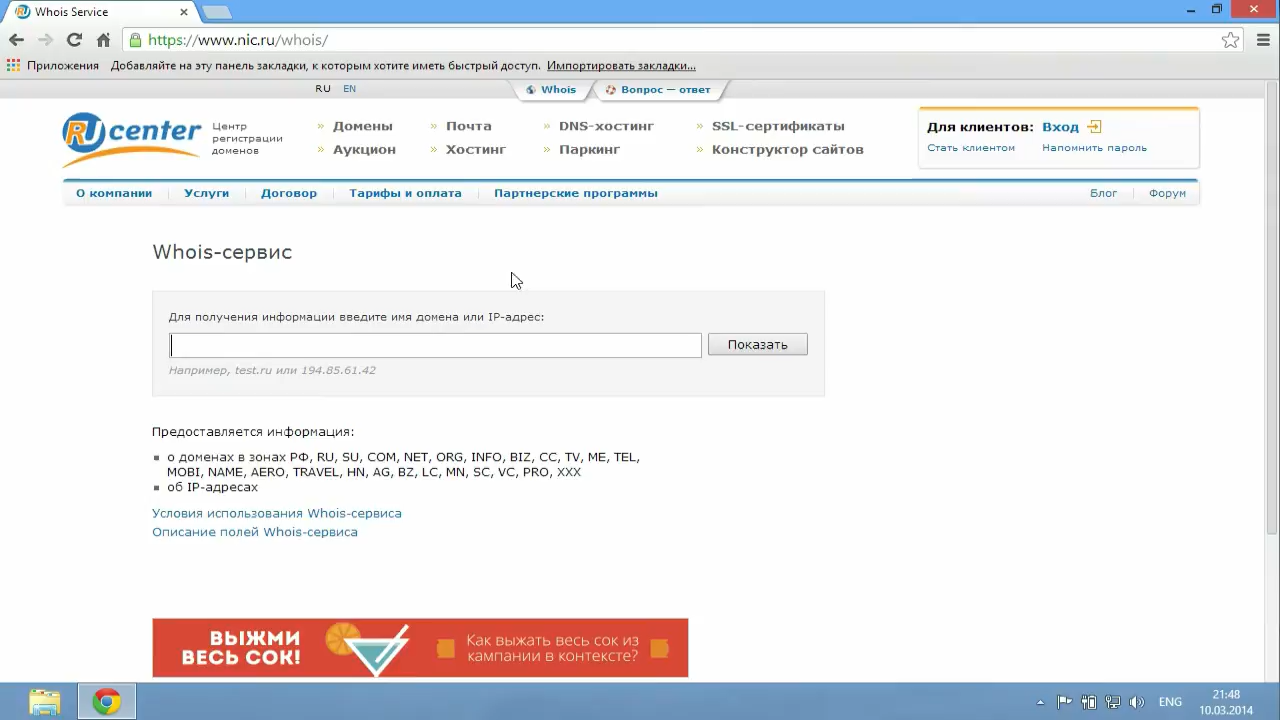 Whois Service
https://www.nic.ru/whois/
Приложения Добавляйте на эту панель закладки, к которым хотите иметь быстрый доступ. Импортировать закладки...
RU EN Whois Вопрос — ответ
RU center
Центр
регистрации
доменов
» Домены » Почта » DNS-хостинг » SSL-сертификаты
» Аукцион » Хостинг » Паркинг » Конструктор сайтов
Для клиентов: Вход
Стать клиентом Напомнить пароль
О компании Услуги Договор Тарифы и оплата Партнерские программы Блог Форум
Whois-сервис
Для получения информации введите имя домена или IP-адрес:
Показать
Например, test.ru или 194.85.61.42
Предоставляется информация:
о доменах в зонах РФ, RU, SU, COM, NET, ORG, INFO, BIZ, CC, TV, ME, TEL,
MOBI, NAME, AERO, TRAVEL, HN, AG, BZ, LC, MN, SC, VC, PRO, XXX
об IP-адресах
Условия использования Whois-сервиса
Описание полей Whois-сервиса
ВЫЖМИ
ВЕСЬ СОК!
Как выжать весь сок из
кампании в контексте?
ENG
21:48
10.03.2014